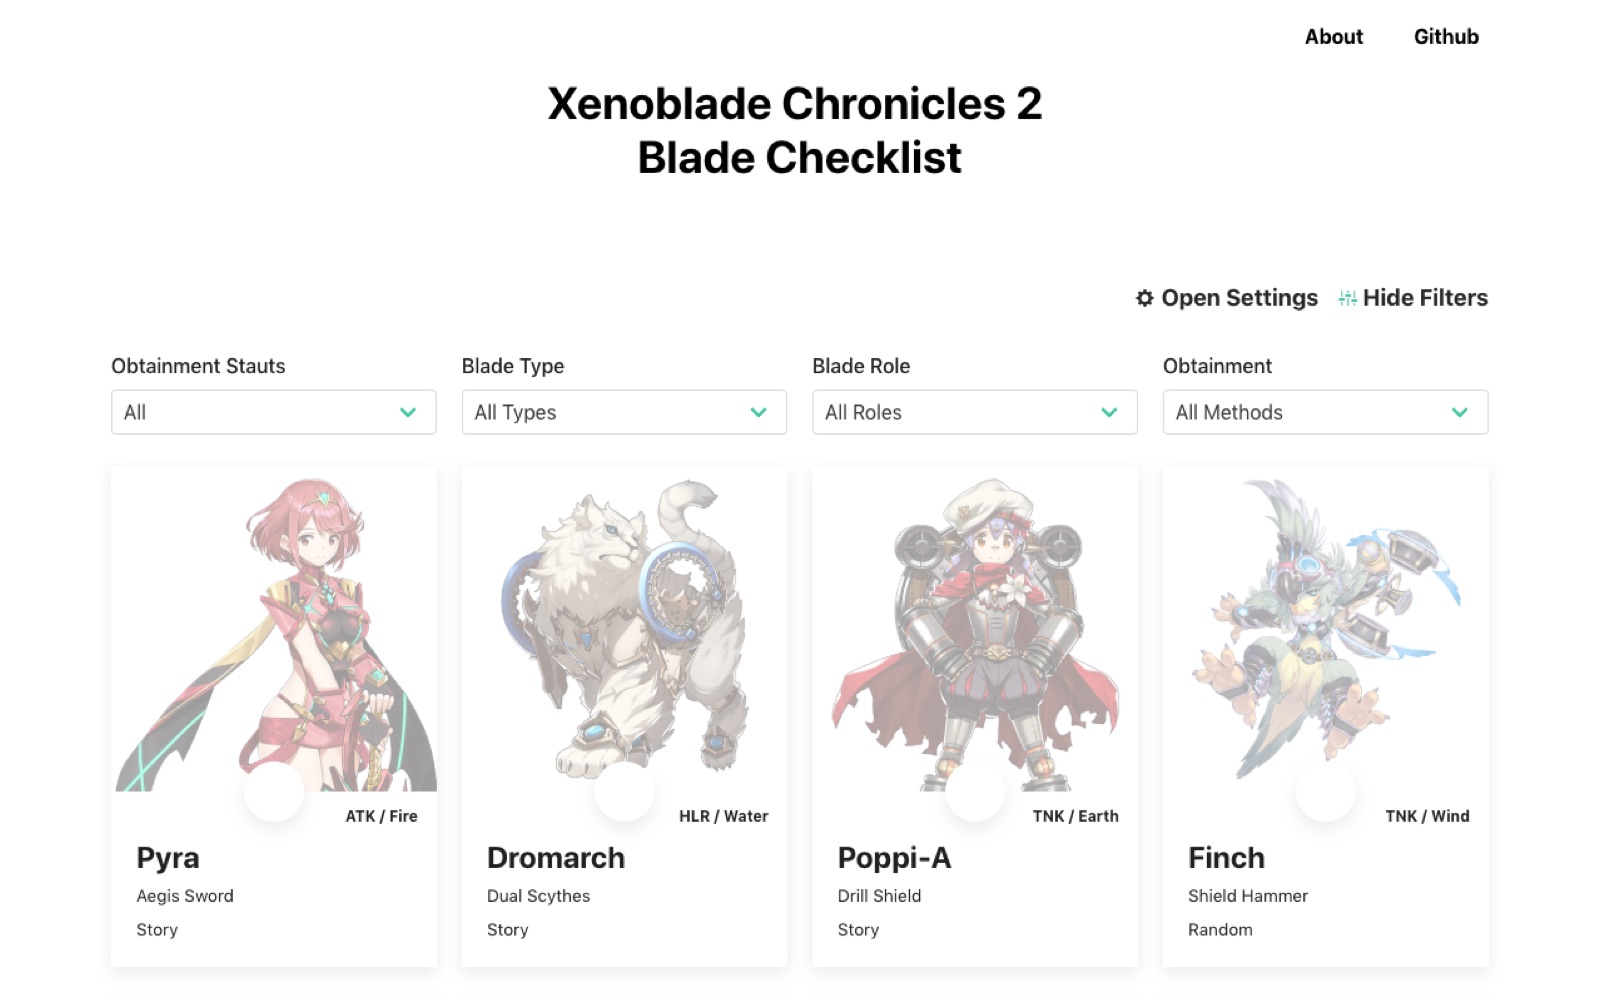 About Github
Xenoblade Chronicles 2
Blade Checklist
Open Settings Hide Filters
Obtainment Stauts
All
Blade Type
All Types
Blade Role
All Roles
Obtainment
All Methods
ATK / Fire
Pyra
Aegis Sword
Story
HLR / Water
Dromarch
Dual Scythes
Story
TNK / Earth
Poppi-A
Drill Shield
Story
TNK / Wind
Finch
Shield Hammer
Random